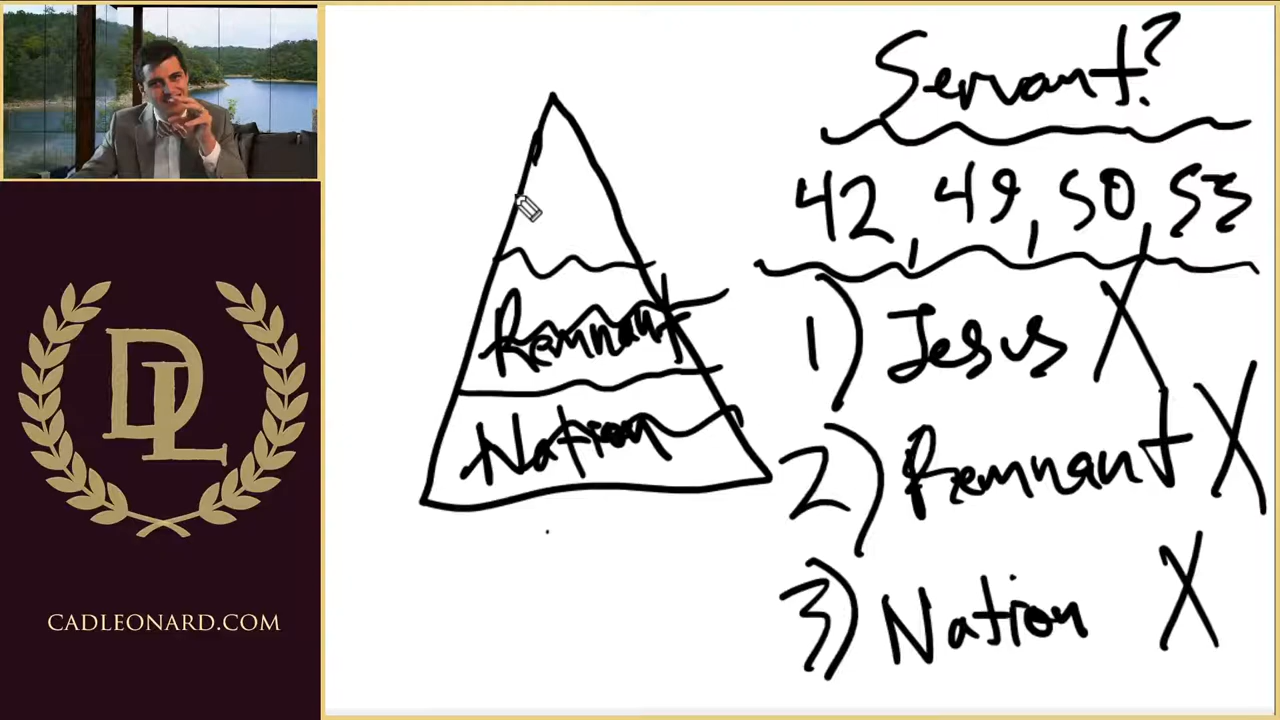 Servant?
42, 49, 50, 53
1) Jesus X
Remnant
2) Remnant X
Nation
3) Nation X
DL
CADLEONARD.COM